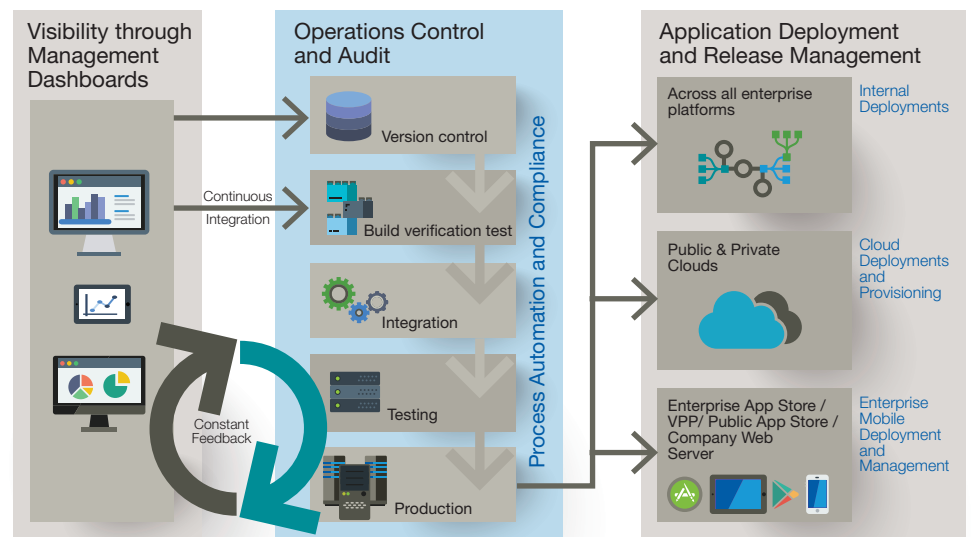 Visibility through
Management
Dashboards
Continuous
Integration
Constant
Feedback
Operations Control
and Audit
Version control
Build verification test
Integration
Testing
Production
Process Automation and Compliance
Application Deployment
and Release Management
Across all enterprise
platforms
Internal
Deployments
Public & Private
Clouds
Cloud
Deployments
and
Provisioning
Enterprise App Store /
VPP/ Public App Store /
Company Web
Server
Enterprise
Mobile
Deployment
and
Management